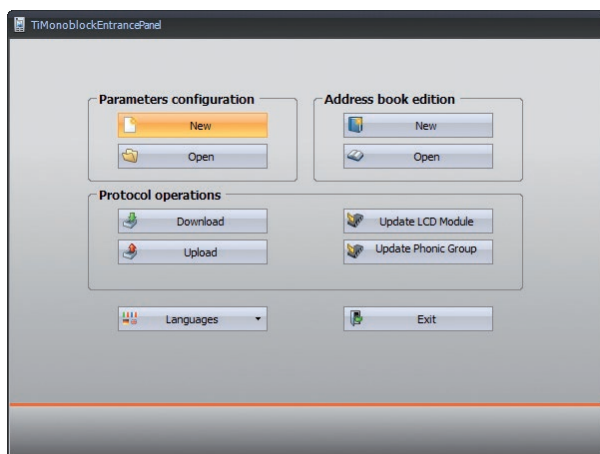 TiMonoblockEntrancePanel
Parameters configuration
New
Open
Address book edition
New
Open
Protocol operations
Download
Upload
Update LCD Module
Update Phonic Group
Languages
Exit